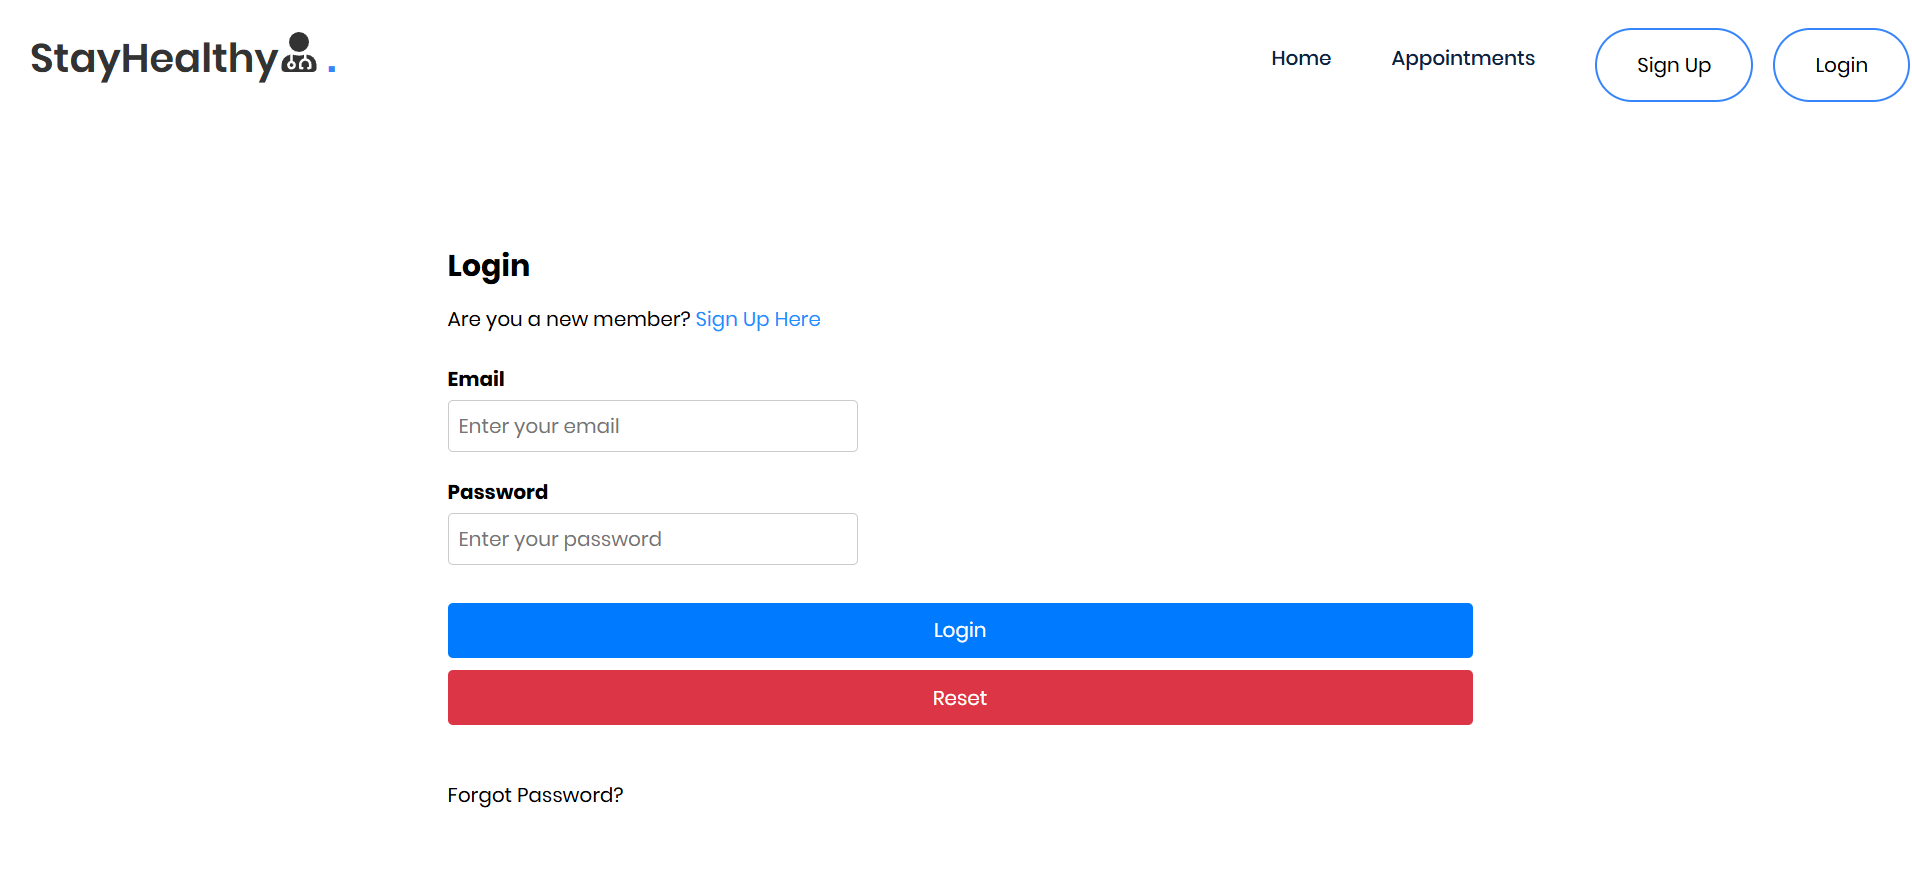 StayHealthy.
Home Appointments Sign Up Login
Login
Are you a new member? Sign Up Here
Email
Enter your email
Password
Enter your password
Login
Reset
Forgot Password?